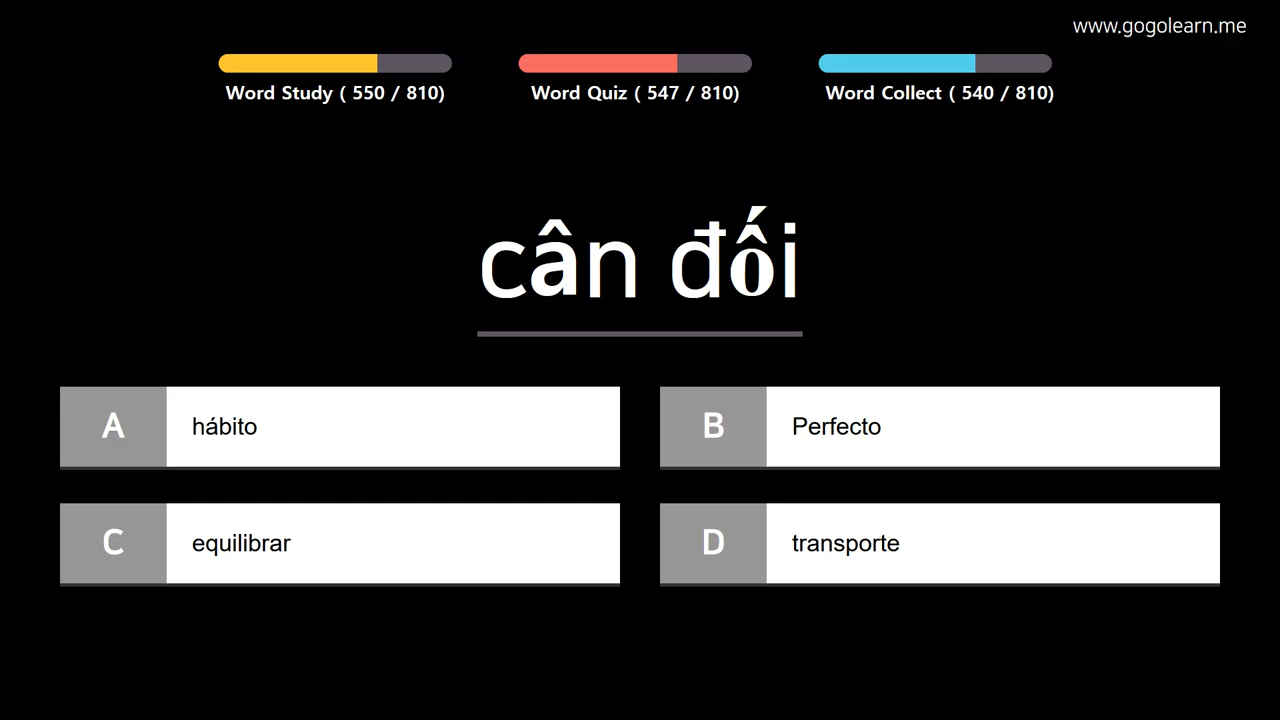 www.gogolearn.me
Word Study ( 550 / 810)
Word Quiz ( 547 / 810)
Word Collect ( 540 / 810)
cân đối
A hábito
B Perfecto
C equilibrar
D transporte